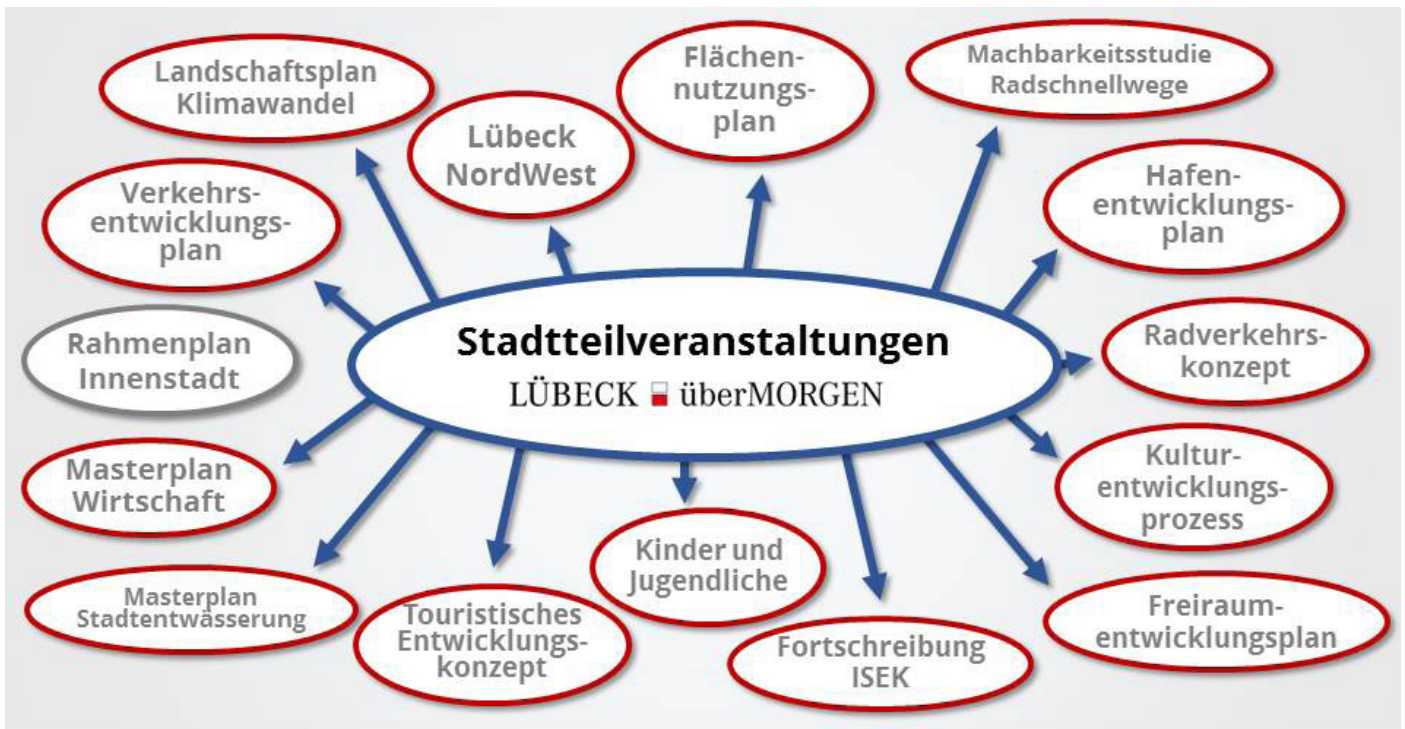 Landschaftsplan
Klimawandel
Lübeck
NordWest
Flächen-
nutzungs-
plan
Machbarkeitsstudie
Radschnellwege
Verkehrs-
entwicklungs-
plan
Hafen-
entwicklungs-
plan
Rahmenplan
Innenstadt
Stadtteilveranstaltungen
LÜBECK überMORGEN
Radverkehrs-
konzept
Masterplan
Wirtschaft
Kultur-
entwicklungs-
prozess
Masterplan
Stadtentwässerung
Touristisches
Entwicklungs-
konzept
Kinder und
Jugendliche
Fortschreibung
ISEK
Freiraum-
entwicklungsplan